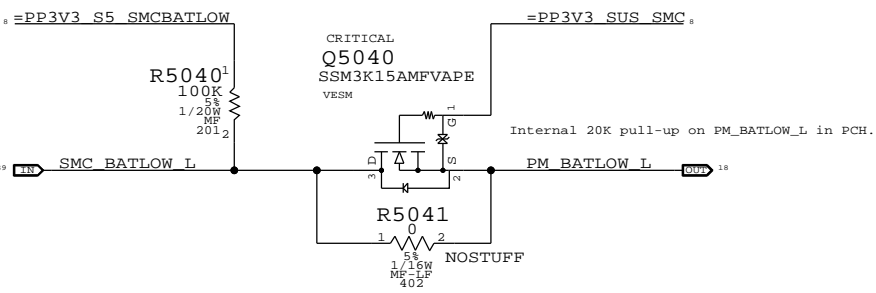 8 =PP3V3_S5_SMCBATLOW
=PP3V3_SUS_SMC 8
CRITICAL
Q5040
SSM3K15AMFVAPE
VESM
R5040
1
100K
5%
1/20W
MF
201
2
G 1
Internal 20K pull-up on PM_BATLOW_L in PCH.
39 IN SMC_BATLOW_L
3 D
S 2
PM_BATLOW_L OUT 18
R5041
0
1 2
5%
1/16W
MF-LF
402
NOSTUFF